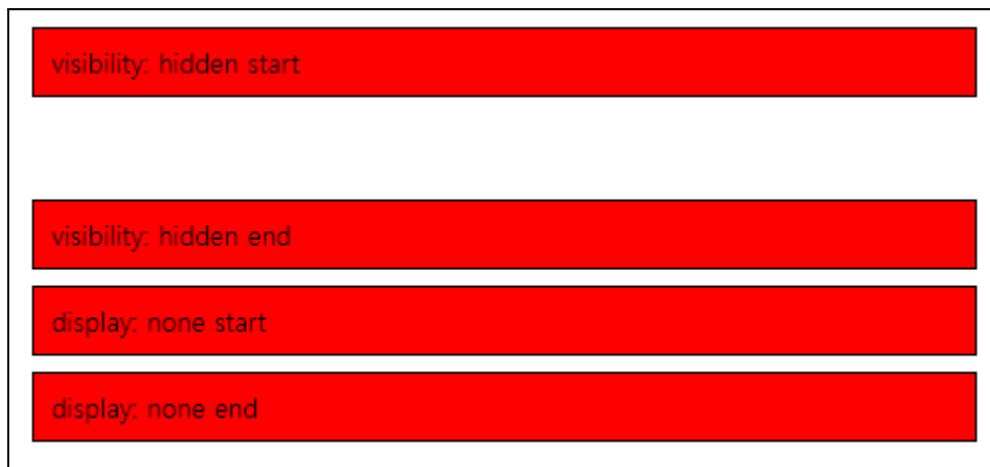 visibility: hidden start
visibility: hidden end
display: none start
display: none end